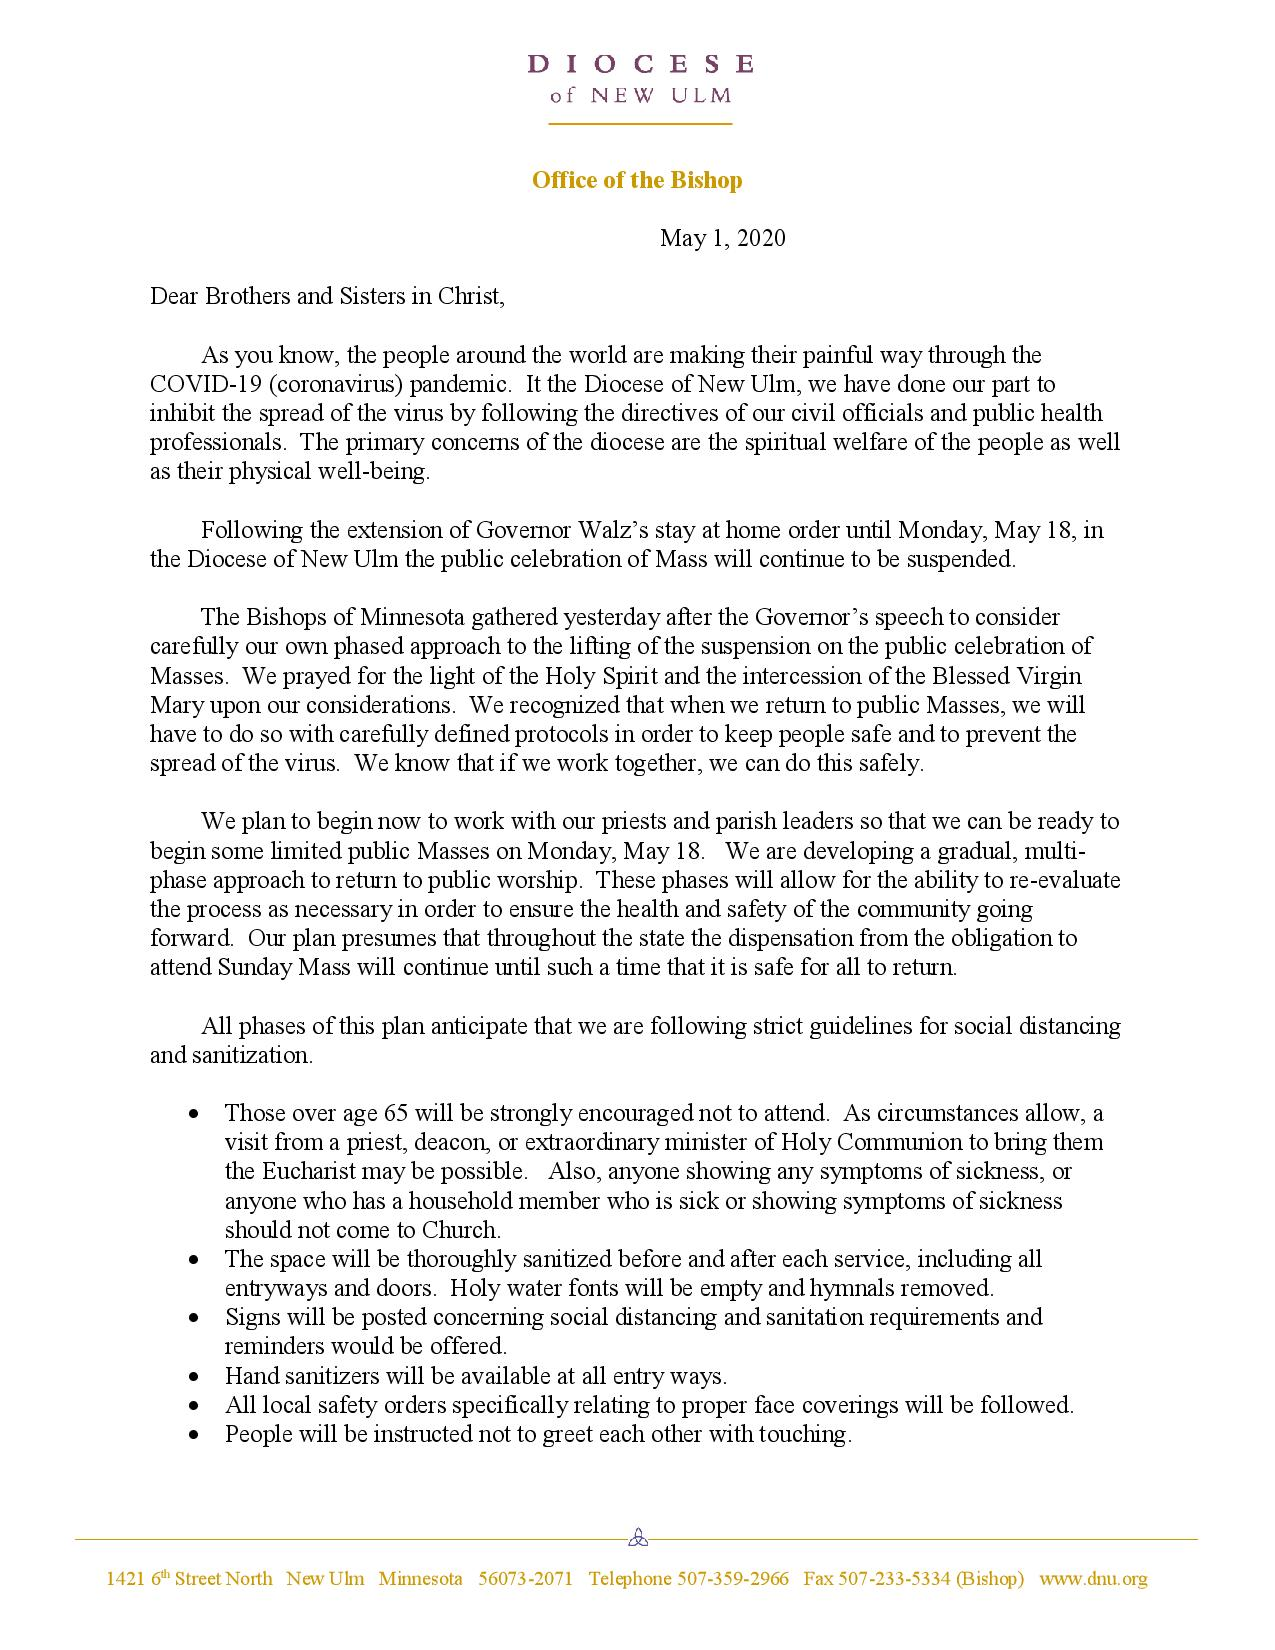 DIOCESE
of NEW ULM
Office of the Bishop
May 1, 2020
Dear Brothers and Sisters in Christ,
As you know, the people around the world are making their painful way through the
COVID-19 (coronavirus) pandemic.  It the Diocese of New Ulm, we have done our part to
inhibit the spread of the virus by following the directives of our civil officials and public health
professionals.  The primary concerns of the diocese are the spiritual welfare of the people as well
as their physical well-being.
Following the extension of Governor Walz's stay at home order until Monday, May 18, in
the Diocese of New Ulm the public celebration of Mass will continue to be suspended.
The Bishops of Minnesota gathered yesterday after the Governor's speech to consider
carefully our own phased approach to the lifting of the suspension on the public celebration of
Masses.  We prayed for the light of the Holy Spirit and the intercession of the Blessed Virgin
Mary upon our considerations.  We recognized that when we return to public Masses, we will
have to do so with carefully defined protocols in order to keep people safe and to prevent the
spread of the virus.  We know that if we work together, we can do this safely.
We plan to begin now to work with our priests and parish leaders so that we can be ready to
begin some limited public Masses on Monday, May 18.   We are developing a gradual, multi-
phase approach to return to public worship.  These phases will allow for the ability to re-evaluate
the process as necessary in order to ensure the health and safety of the community going
forward.  Our plan presumes that throughout the state the dispensation from the obligation to
attend Sunday Mass will continue until such a time that it is safe for all to return.
All phases of this plan anticipate that we are following strict guidelines for social distancing
and sanitization.
• Those over age 65 will be strongly encouraged not to attend.  As circumstances allow, a
visit from a priest, deacon, or extraordinary minister of Holy Communion to bring them
the Eucharist may be possible.   Also, anyone showing any symptoms of sickness, or
anyone who has a household member who is sick or showing symptoms of sickness
should not come to Church.
• The space will be thoroughly sanitized before and after each service, including all
entryways and doors.  Holy water fonts will be empty and hymnals removed.
• Signs will be posted concerning social distancing and sanitation requirements and
reminders would be offered.
• Hand sanitizers will be available at all entry ways.
• All local safety orders specifically relating to proper face coverings will be followed.
• People will be instructed not to greet each other with touching.
1421 6th Street North   New Ulm   Minnesota   56073-2071   Telephone 507-359-2966   Fax 507-233-5334 (Bishop)   www.dnu.org